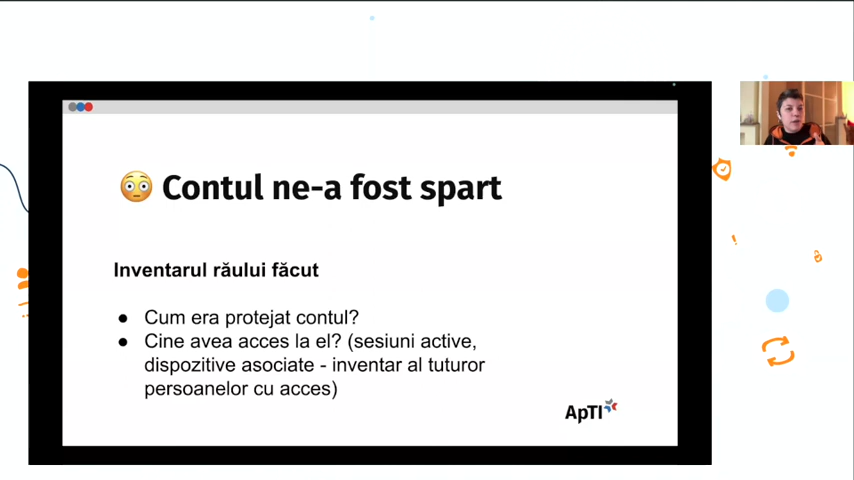 😳 Contul ne-a fost spart
Inventarul răului făcut
● Cum era protejat contul?
● Cine avea acces la el? (sesiuni active,
dispozitive asociate - inventar al tuturor
persoanelor cu acces)
ApTI